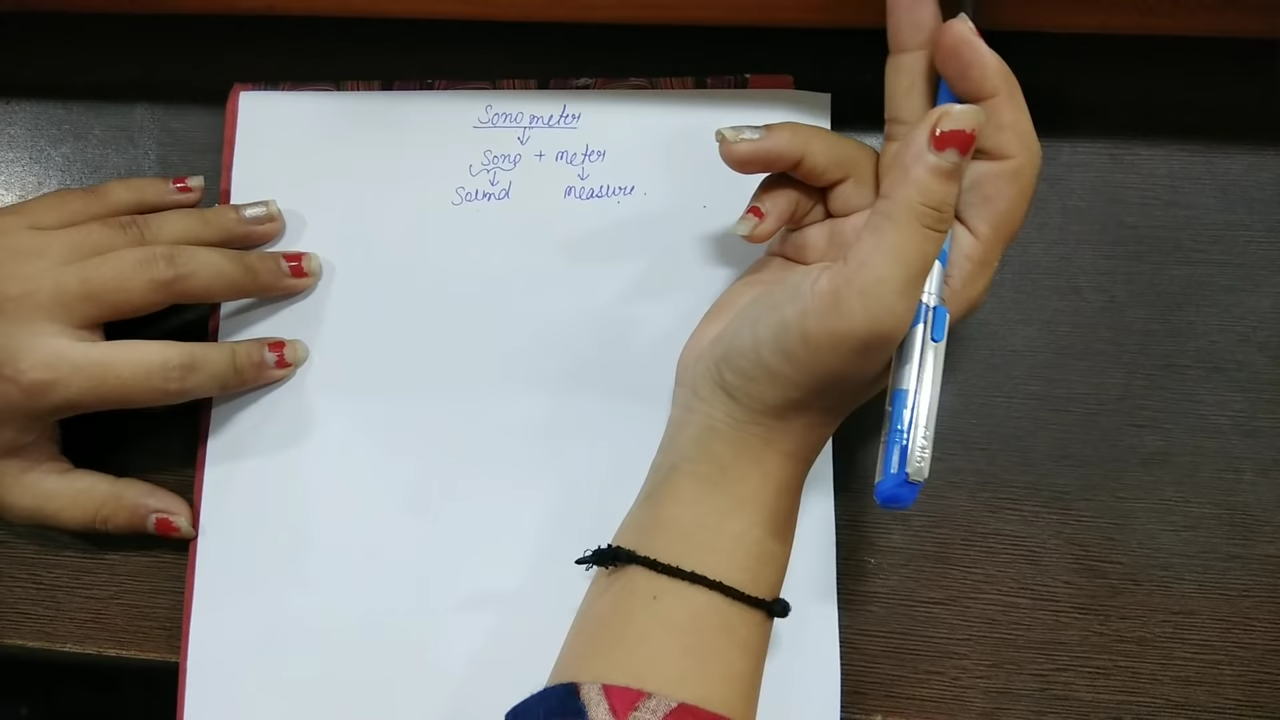 Sonometer
↓
Sono + meter
↓ ↓
Sound measure.